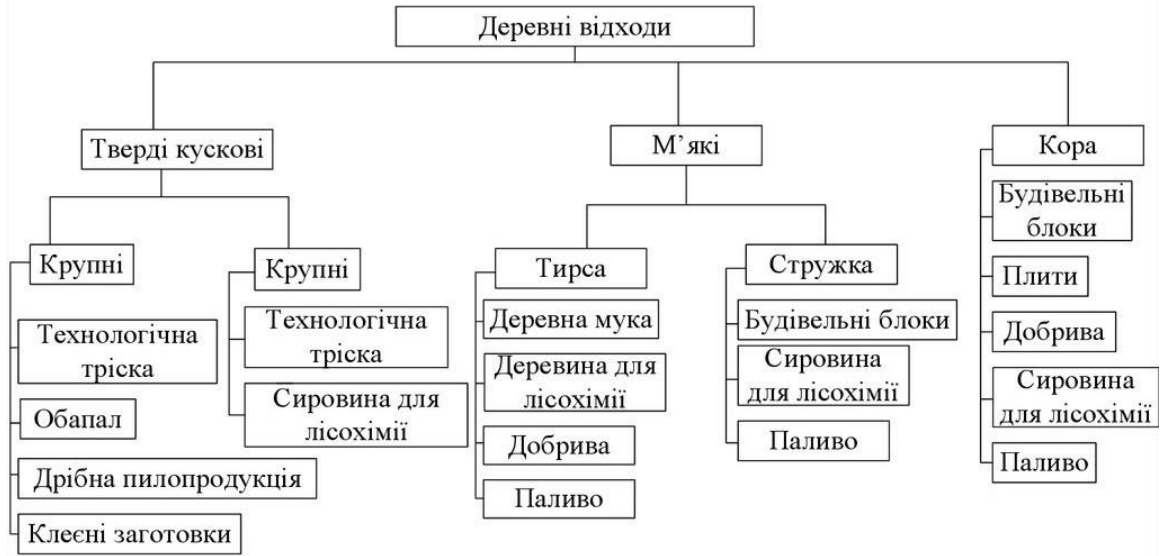 Деревні відходи
Тверді кускові
М’які
Кора
Крупні
Технологічна
тріска
Обапал
Дрібна пилопродукція
Клеєні заготовки
Крупні
Технологічна
тріска
Сировина для
лісохімії
Тирса
Деревна мука
Деревина для
лісохімії
Добрива
Паливо
Стружка
Будівельні блоки
Сировина
для лісохімії
Паливо
Будівельні
блоки
Плити
Добрива
Сировина
для лісохімії
Паливо